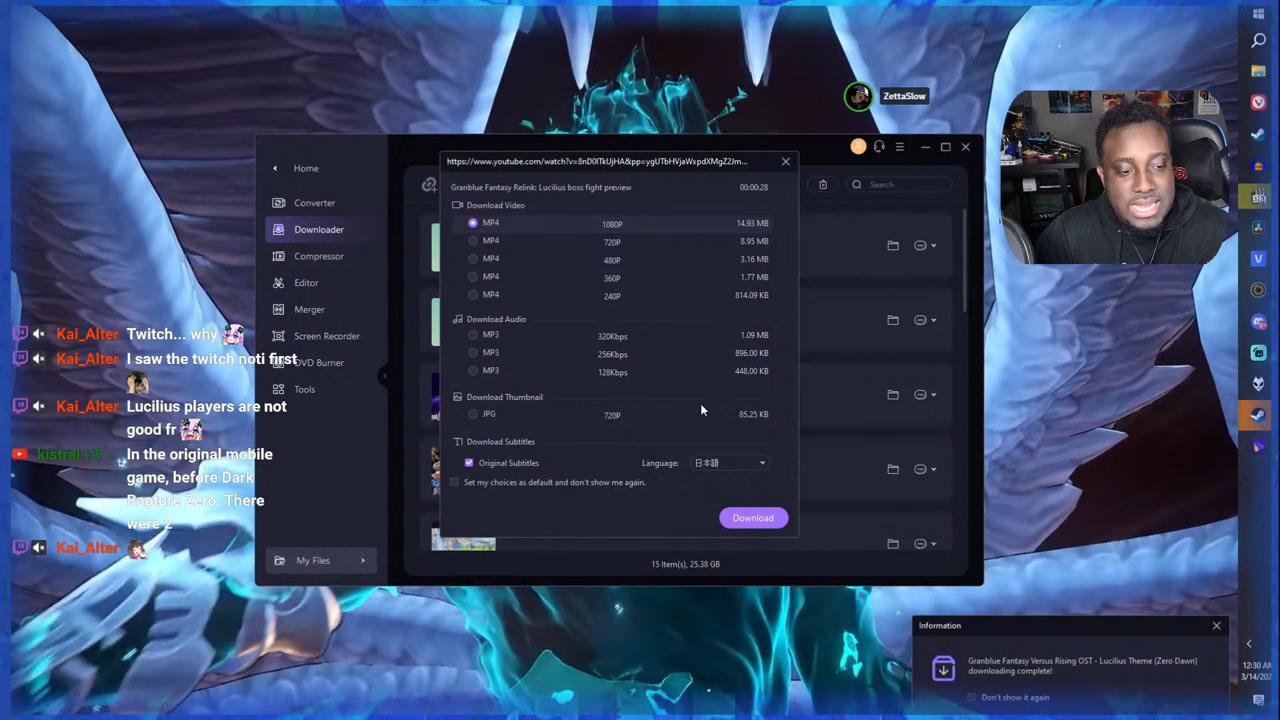 ZettaSlow
https://www.youtube.com/watch?v=8nD0lTkUjHA&pp=ygUTbHVjaWxpdXMgZ2Jm...
Home
Converter
Downloader
Compressor
Editor
Merger
Screen Recorder
DVD Burner
Tools
My Files
Search
Granblue Fantasy Relink: Lucilius boss fight preview 00:00:28
Download Video
MP4 1080P 14.93 MB
MP4 720P 8.95 MB
MP4 480P 3.16 MB
MP4 360P 1.77 MB
MP4 240P 814.09 KB
Download Audio
MP3 320Kbps 1.09 MB
MP3 256Kbps 896.00 KB
MP3 128Kbps 448.00 KB
Download Thumbnail
JPG 720P 85.25 KB
Download Subtitles
Original Subtitles Language: 日本語
Set my choices as default and don't show me again.
Download
15 Item(s), 25.38 GB
Kai_Alter Twitch... why
Kai_Alter I saw the twitch noti first
Kai_Alter Lucilius players are not
good fr
In the original mobile
game, before Dark
Rapture Zero. There
were 2
Kai_Alter
Information
Granblue Fantasy Versus Rising OST - Lucilius Theme (Zero Dawn)
downloading complete!
Don't show it again
12:30 AM